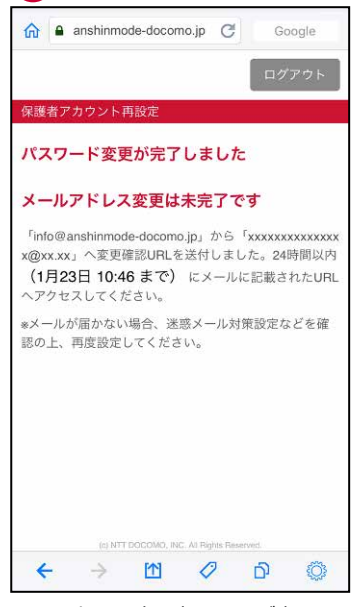 anshinmode-docomo.jp
Google
ログアウト
保護者アカウント再設定
パスワード変更が完了しました
メールアドレス変更は未完了です
「info@anshinmode-docomo.jp」から「xxxxxxxxxxxxxx
x@xx.xx」へ変更確認URLを送付しました。24時間以内
（1月23日 10:46 まで） にメールに記載されたURL
へアクセスしてください。
※メールが届かない場合、迷惑メール対策設定などを確
認の上、再度設定してください。
(c) NTT DOCOMO, INC. All Rights Reserved.